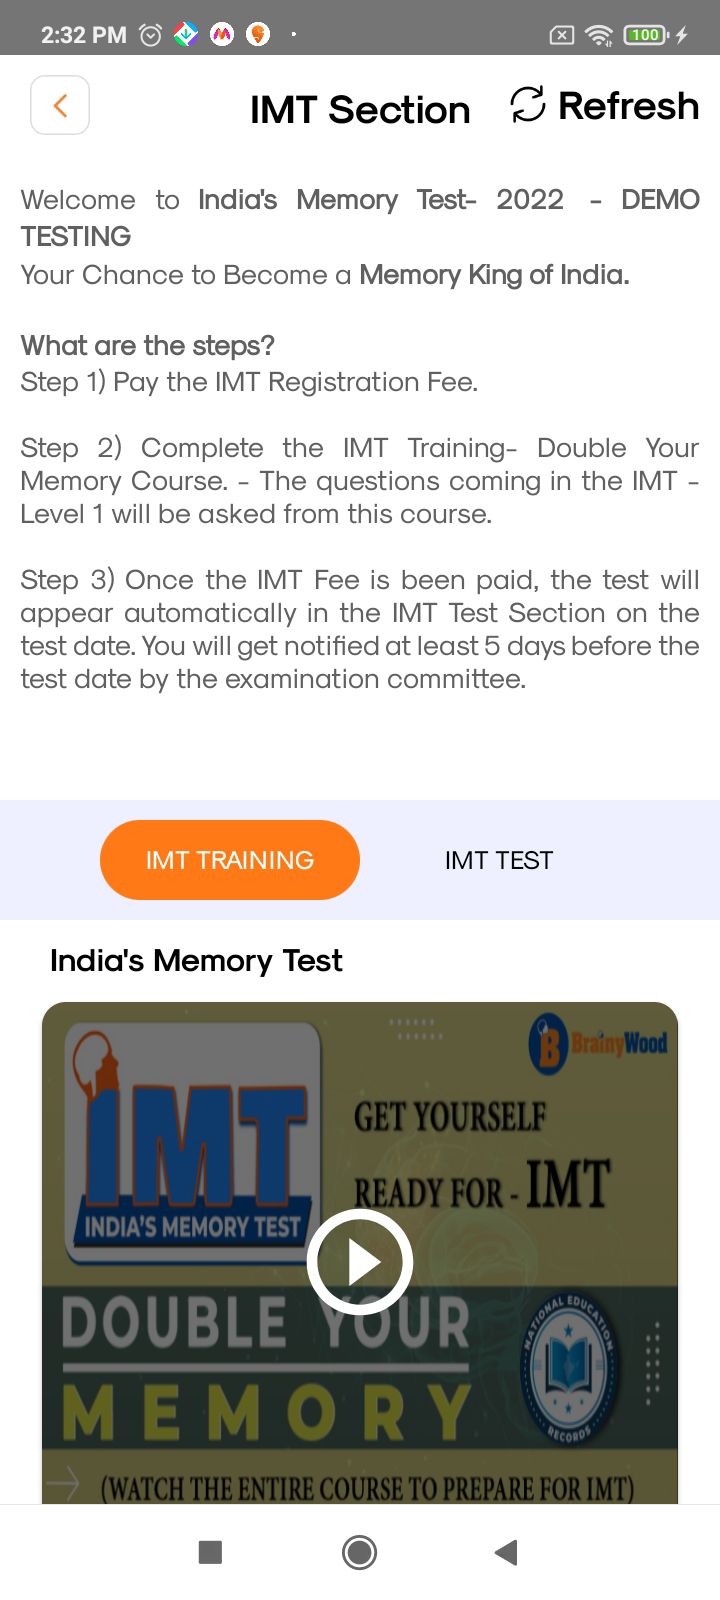 2:32 PM
100
IMT Section
Refresh
Welcome to India's Memory Test- 2022 - DEMO
TESTING
Your Chance to Become a Memory King of India.
What are the steps?
Step 1) Pay the IMT Registration Fee.
Step 2) Complete the IMT Training- Double Your
Memory Course. - The questions coming in the IMT -
Level 1 will be asked from this course.
Step 3) Once the IMT Fee is been paid, the test will
appear automatically in the IMT Test Section on the
test date. You will get notified at least 5 days before the
test date by the examination committee.
IMT TRAINING
IMT TEST
India's Memory Test
BrainyWood
IMT
INDIA'S MEMORY TEST
GET YOURSELF
READY FOR - IMT
DOUBLE YOUR
MEMORY
NATIONAL EDUCATION
RECORDS
(WATCH THE ENTIRE COURSE TO PREPARE FOR IMT)